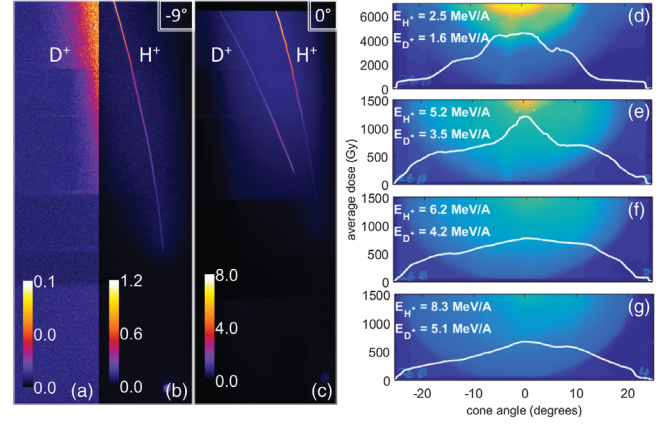 -9°
D⁺
H⁺
0.1
0.0
0.0
(a)
1.2
0.6
0.0
(b)
0°
D⁺
H⁺
8.0
4.0
0.0
(c)
average dose (Gy)
6000
4000
2000
0
E_H⁺ = 2.5 MeV/A
E_D⁺ = 1.6 MeV/A
(d)
1500
1000
500
0
E_H⁺ = 5.2 MeV/A
E_D⁺ = 3.5 MeV/A
(e)
1500
1000
500
0
E_H⁺ = 6.2 MeV/A
E_D⁺ = 4.2 MeV/A
(f)
1500
1000
500
0
E_H⁺ = 8.3 MeV/A
E_D⁺ = 5.1 MeV/A
(g)
-20 -10 0 10 20
cone angle (degrees)